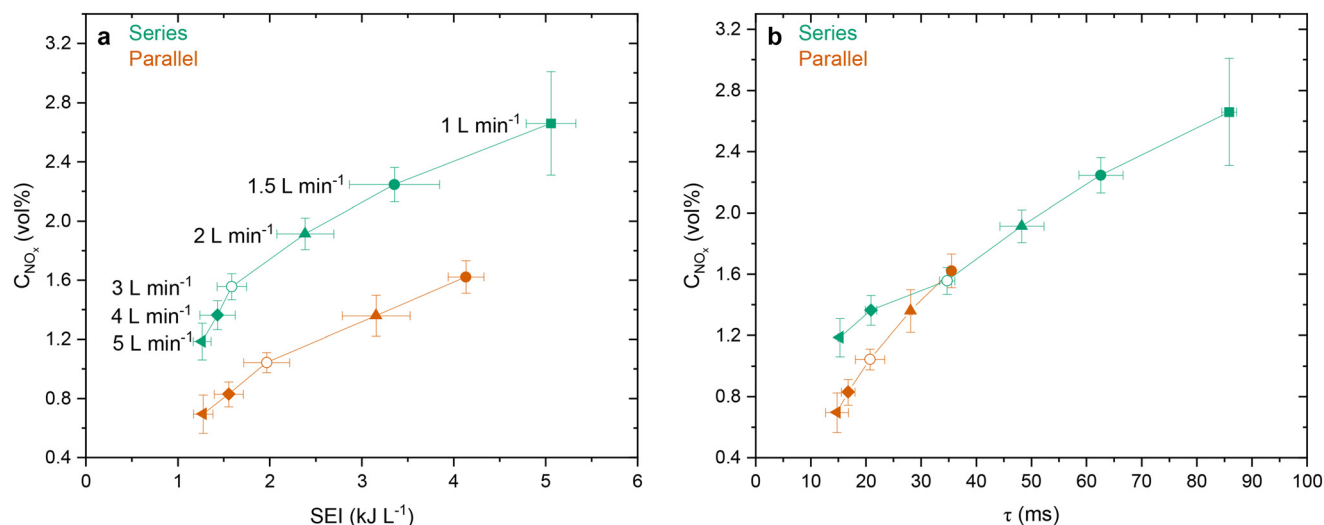 a
Series
Parallel
1 L min⁻¹
1.5 L min⁻¹
2 L min⁻¹
3 L min⁻¹
4 L min⁻¹
5 L min⁻¹
3.2
2.8
2.4
2.0
1.6
1.2
0.8
0.4
C_NOₓ (vol%)
0 1 2 3 4 5 6
SEI (kJ L⁻¹)
b
Series
Parallel
3.2
2.8
2.4
2.0
1.6
1.2
0.8
0.4
C_NOₓ (vol%)
0 10 20 30 40 50 60 70 80 90 100
τ (ms)